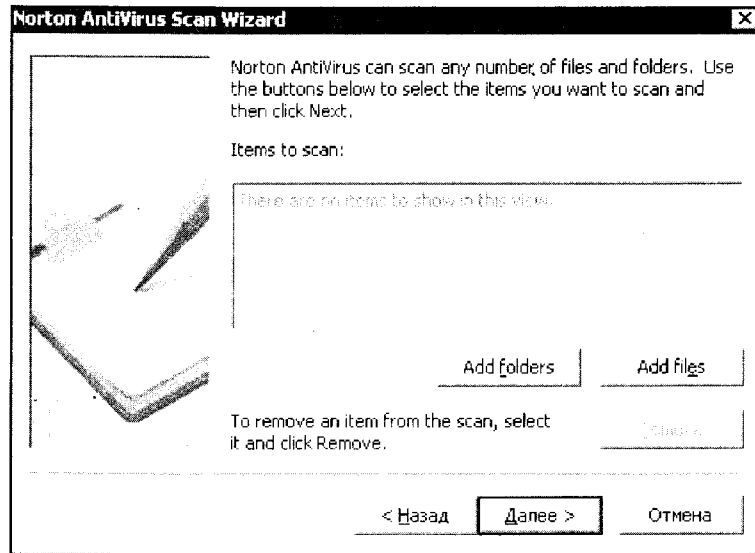 Norton AntiVirus Scan Wizard
Norton AntiVirus can scan any number of files and folders. Use
the buttons below to select the items you want to scan and
then click Next.
Items to scan:
There are no items to show in this view.
Add folders
Add files
To remove an item from the scan, select
it and click Remove.
< Назад
Далее >
Отмена